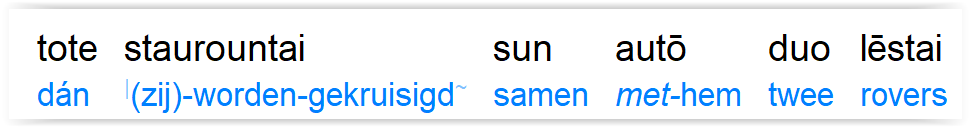 tote staurountai sun autō duo lēstai
dán |(zij)-worden-gekruisigd~ samen met-hem twee rovers